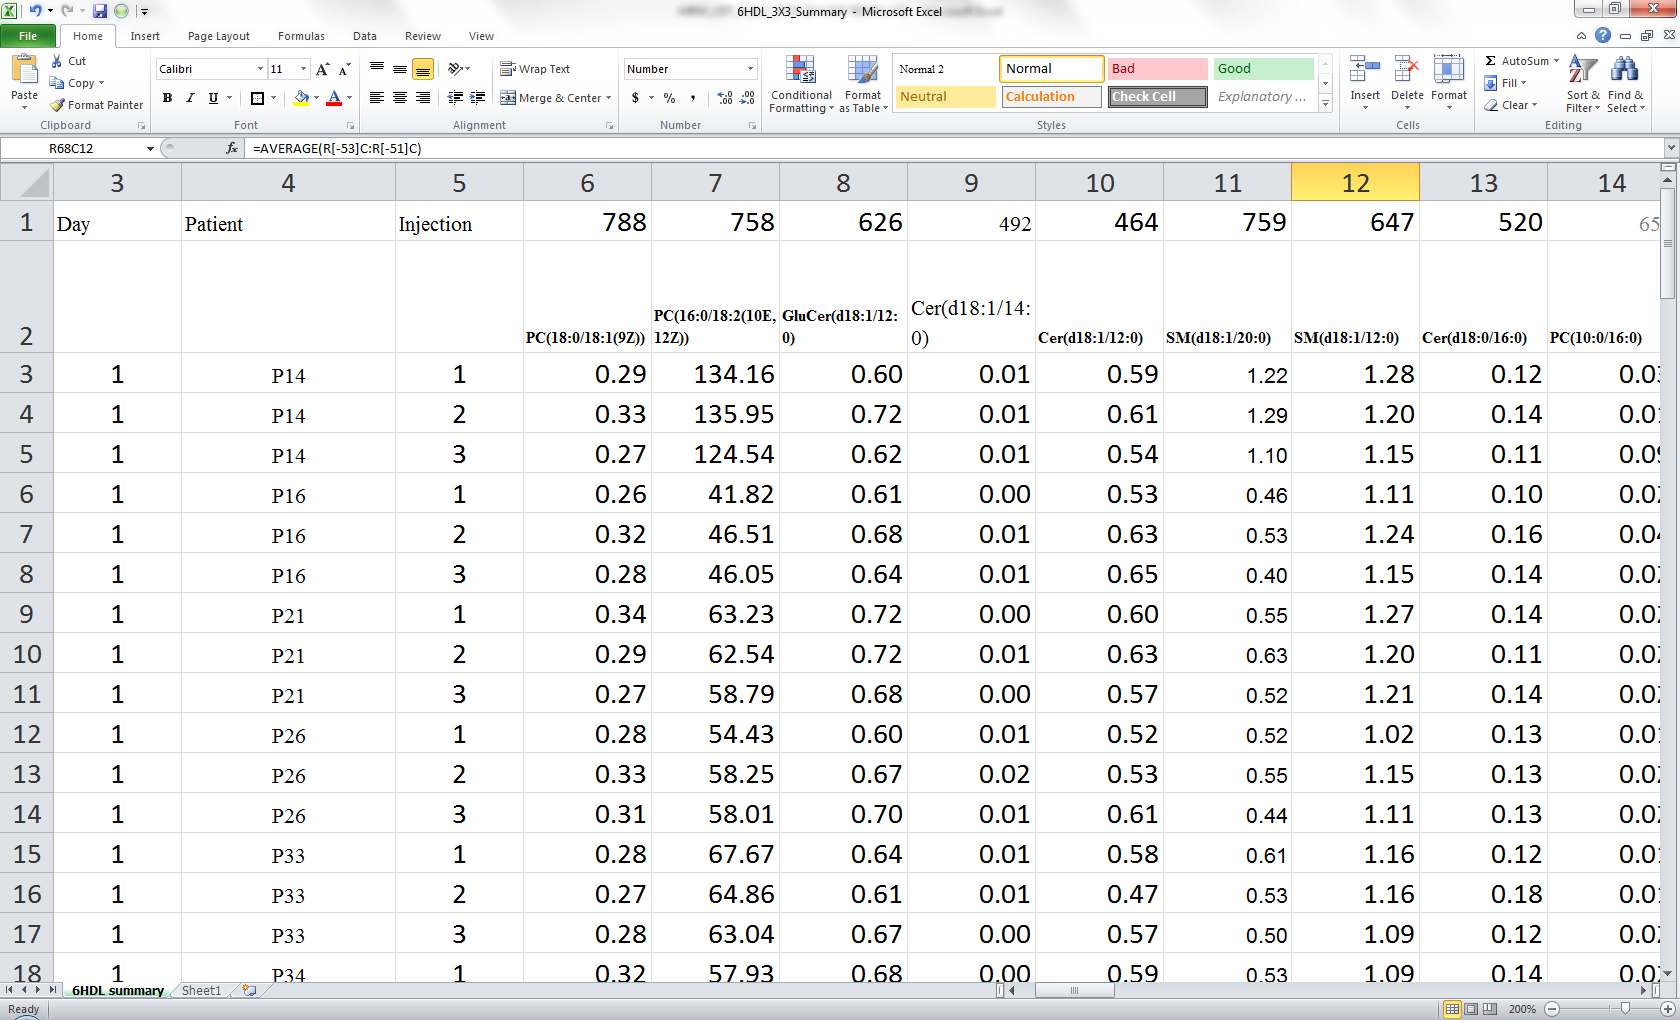 6HDL_3X3_Summary - Microsoft Excel
File Home Insert Page Layout Formulas Data Review View
Paste Cut Copy Format Painter Clipboard
Calibri 11 B I U A Font
Wrap Text Merge & Center Alignment
Number $ % , Number
Conditional Formatting Format as Table
Normal 2 Normal Bad Good
Neutral Calculation Check Cell Explanatory ...
Styles
Insert Delete Format Cells
AutoSum Fill Clear Sort & Filter Find & Select Editing
R68C12 fx =AVERAGE(R[-53]C:R[-51]C)
3 4 5 6 7 8 9 10 11 12 13 14
1 Day Patient Injection 788 758 626 492 464 759 647 520 65
2 PC(18:0/18:1(9Z)) PC(16:0/18:2(10E,12Z)) GluCer(d18:1/12:0) Cer(d18:1/14:0) Cer(d18:1/12:0) SM(d18:1/20:0) SM(d18:1/12:0) Cer(d18:0/16:0) PC(10:0/16:0)
3 1 P14 1 0.29 134.16 0.60 0.01 0.59 1.22 1.28 0.12
4 1 P14 2 0.33 135.95 0.72 0.01 0.61 1.29 1.20 0.14
5 1 P14 3 0.27 124.54 0.62 0.01 0.54 1.10 1.15 0.11
6 1 P16 1 0.26 41.82 0.61 0.00 0.53 0.46 1.11 0.10
7 1 P16 2 0.32 46.51 0.68 0.01 0.63 0.53 1.24 0.16
8 1 P16 3 0.28 46.05 0.64 0.01 0.65 0.40 1.15 0.14
9 1 P21 1 0.34 63.23 0.72 0.00 0.60 0.55 1.27 0.14
10 1 P21 2 0.29 62.54 0.72 0.01 0.63 0.63 1.20 0.11
11 1 P21 3 0.27 58.79 0.68 0.00 0.57 0.52 1.21 0.14
12 1 P26 1 0.28 54.43 0.60 0.01 0.52 0.52 1.02 0.13
13 1 P26 2 0.33 58.25 0.67 0.02 0.53 0.55 1.15 0.13
14 1 P26 3 0.31 58.01 0.70 0.01 0.61 0.44 1.11 0.13
15 1 P33 1 0.28 67.67 0.64 0.01 0.58 0.61 1.16 0.12
16 1 P33 2 0.27 64.86 0.61 0.01 0.47 0.53 1.16 0.18
17 1 P33 3 0.28 63.04 0.67 0.00 0.57 0.50 1.09 0.12
18 1 P34 1 0.32 57.93 0.68 0.00 0.59 0.53 1.09 0.14
6HDL summary Sheet1
Ready 200%